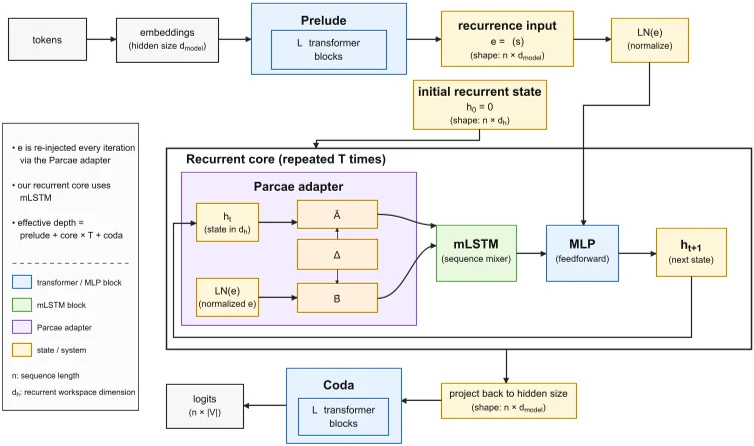 tokens
embeddings
(hidden size dmodel)
Prelude
L transformer
blocks
recurrence input
e = (s)
(shape: n × dmodel)
LN(e)
(normalize)
initial recurrent state
h0 = 0
(shape: n × dh)
• e is re-injected every iteration
via the Parcae adapter
• our recurrent core uses
mLSTM
• effective depth =
prelude + core × T + coda
transformer / MLP block
mLSTM block
Parcae adapter
state / system
n: sequence length
dh: recurrent workspace dimension
Recurrent core (repeated T times)
Parcae adapter
ht
(state in dh)
Ā
Δ
LN(e)
(normalized e)
B
mLSTM
(sequence mixer)
MLP
(feedforward)
ht+1
(next state)
logits
(n × |V|)
Coda
L transformer
blocks
project back to hidden size
(shape: n × dmodel)